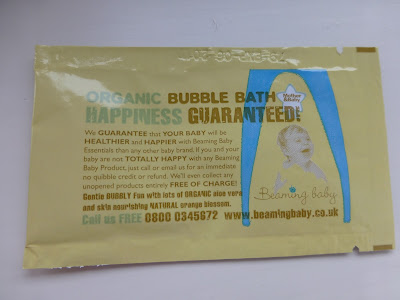 ORGANIC BUBBLE BATH
HAPPINESS GUARANTEED!
Mother & Baby
We GUARANTEE that YOUR BABY will be
HEALTHIER and HAPPIER with Beaming Baby
Essentials than any other baby brand. If you and your
baby are not TOTALLY HAPPY with any Beaming
Baby Product, just call or email us for an immediate
no quibble credit or refund. We'll even collect any
unopened products entirely FREE OF CHARGE!
Gentle BUBBLY Fun with lots of ORGANIC aloe vera
and skin nourishing NATURAL orange blossom.
Call us FREE 0800 0345672 www.beamingbaby.co.uk
Beaming baby